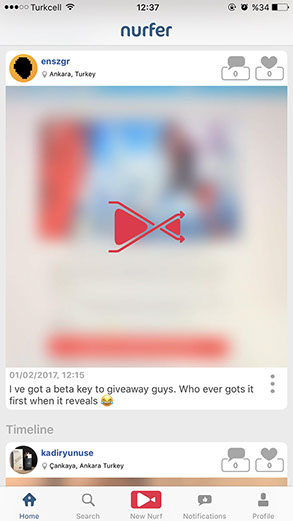 Turkcell 12:37 %34
nurfer
enszgr
Ankara, Turkey
0 0
01/02/2017, 12:15
I ve got a beta key to giveaway guys. Who ever gots it
first when it reveals 😂
Timeline
kadiryunuse
Çankaya, Ankara Turkey
0 0
Home Search New Nurf Notifications Profile